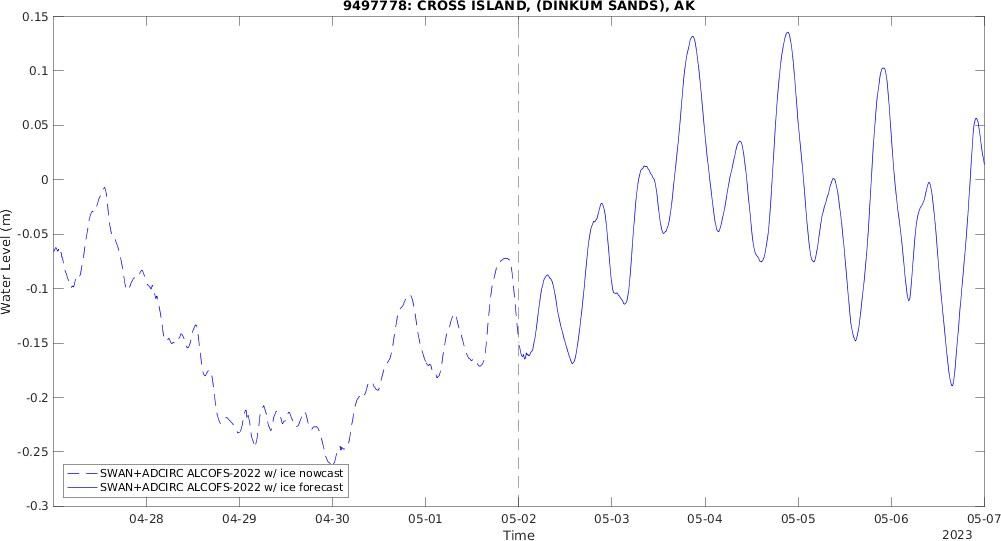 9497778: CROSS ISLAND, (DINKUM SANDS), AK
0.15
0.1
0.05
0
-0.05
-0.1
-0.15
-0.2
-0.25
-0.3
Water Level (m)
SWAN+ADCIRC ALCOFS-2022 w/ ice nowcast
SWAN+ADCIRC ALCOFS-2022 w/ ice forecast
04-28 04-29 04-30 05-01 05-02 05-03 05-04 05-05 05-06 05-07
Time
2023